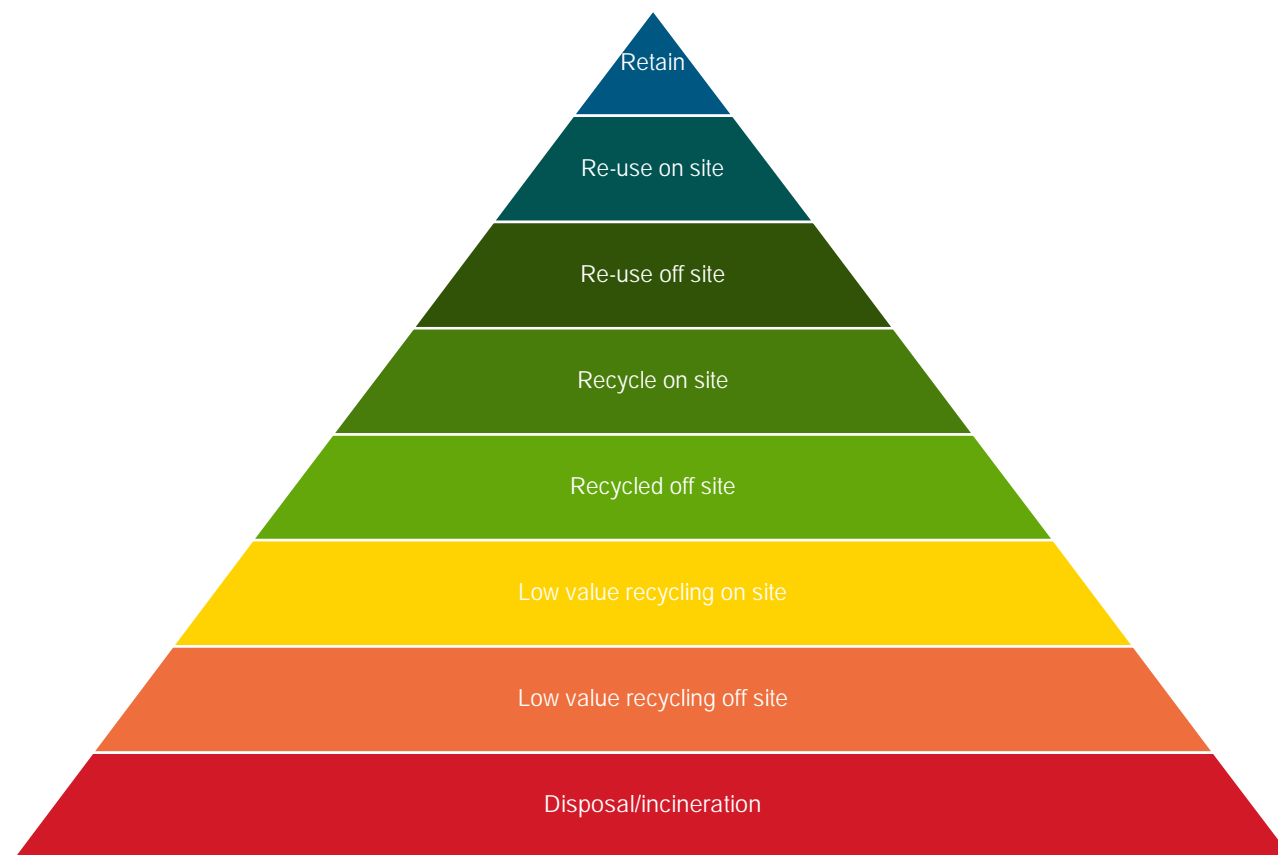 Retain
Re-use on site
Re-use off site
Recycle on site
Recycled off site
Low value recycling on site
Low value recycling off site
Disposal/incineration